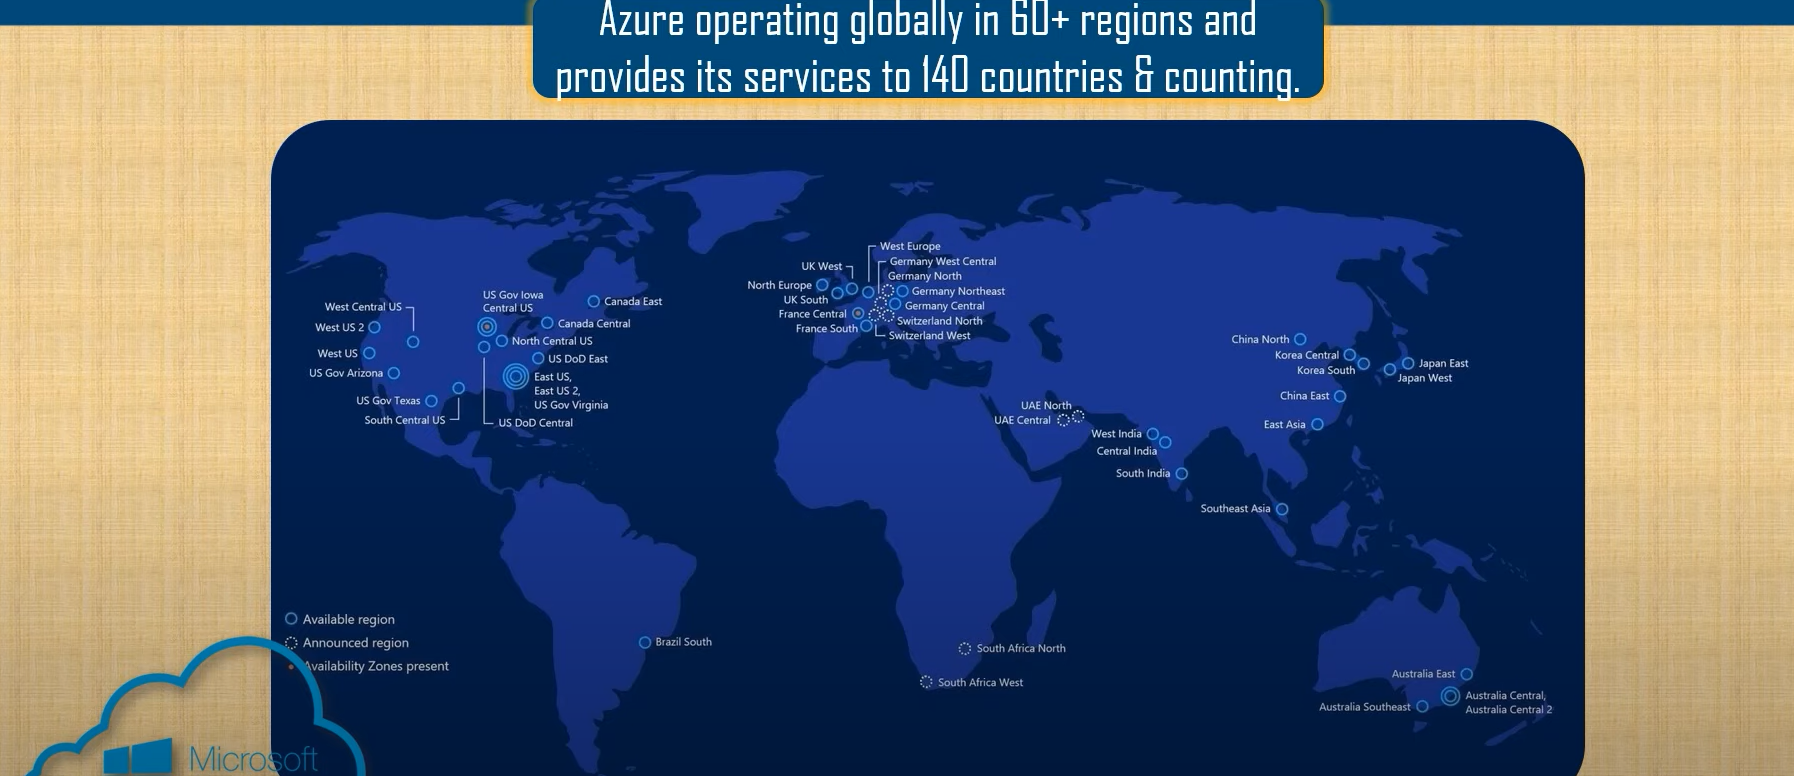 Azure operating globally in 60+ regions and
provides its services to 140 countries & counting.
West Europe
Germany West Central
UK West
Germany North
North Europe
Germany Northeast
UK South
Germany Central
France Central
Switzerland North
France South
Switzerland West
US Gov Iowa
Central US
West Central US
Canada East
West US 2
Canada Central
North Central US
West US
US DoD East
US Gov Arizona
East US,
East US 2,
US Gov Virginia
US Gov Texas
South Central US
US DoD Central
China North
Korea Central
Korea South
Japan East
Japan West
China East
East Asia
UAE North
UAE Central
West India
Central India
South India
Southeast Asia
Available region
Announced region
Availability Zones present
Brazil South
South Africa North
South Africa West
Australia East
Australia Central,
Australia Central 2
Australia Southeast
Microsoft